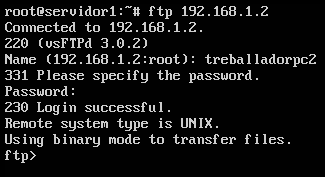 root@servidor1:~# ftp 192.168.1.2
Connected to 192.168.1.2.
220 (vsFTPd 3.0.2)
Name (192.168.1.2:root): treballadorpc2
331 Please specify the password.
Password:
230 Login successful.
Remote system type is UNIX.
Using binary mode to transfer files.
ftp>